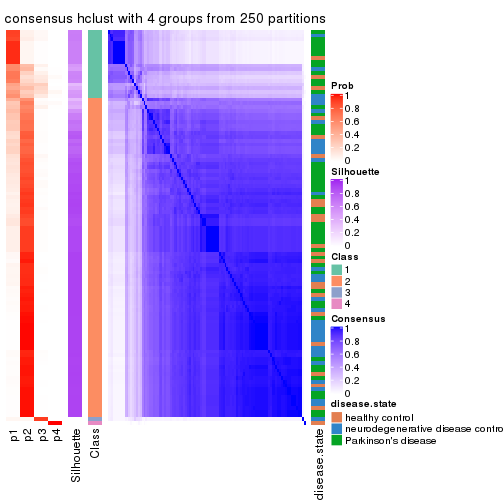 consensus hclust with 4 groups from 250 partitions
Prob
1
0.8
0.6
0.4
0.2
0
Silhouette
1
0.8
0.6
0.4
0.2
0
Class
1
2
3
4
Consensus
1
0.8
0.6
0.4
0.2
0
disease.state
healthy control
neurodegenerative disease contro
Parkinson's disease
p1
p2
p3
p4
Silhouette
Class
disease.state